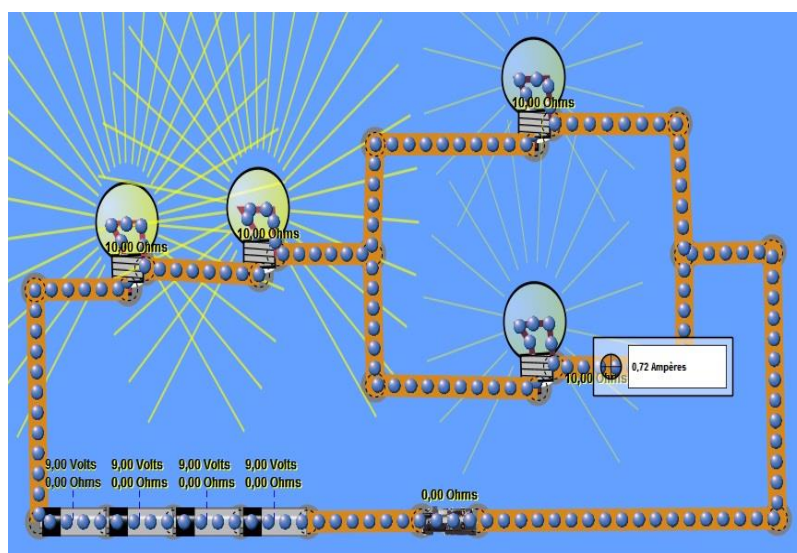 10,00 Ohms
10,00 Ohms
10,00 Ohms
10,00 Ohms
0,72 Ampères
9,00 Volts 9,00 Volts 9,00 Volts 9,00 Volts
0,00 Ohms 0,00 Ohms 0,00 Ohms 0,00 Ohms
0,00 Ohms